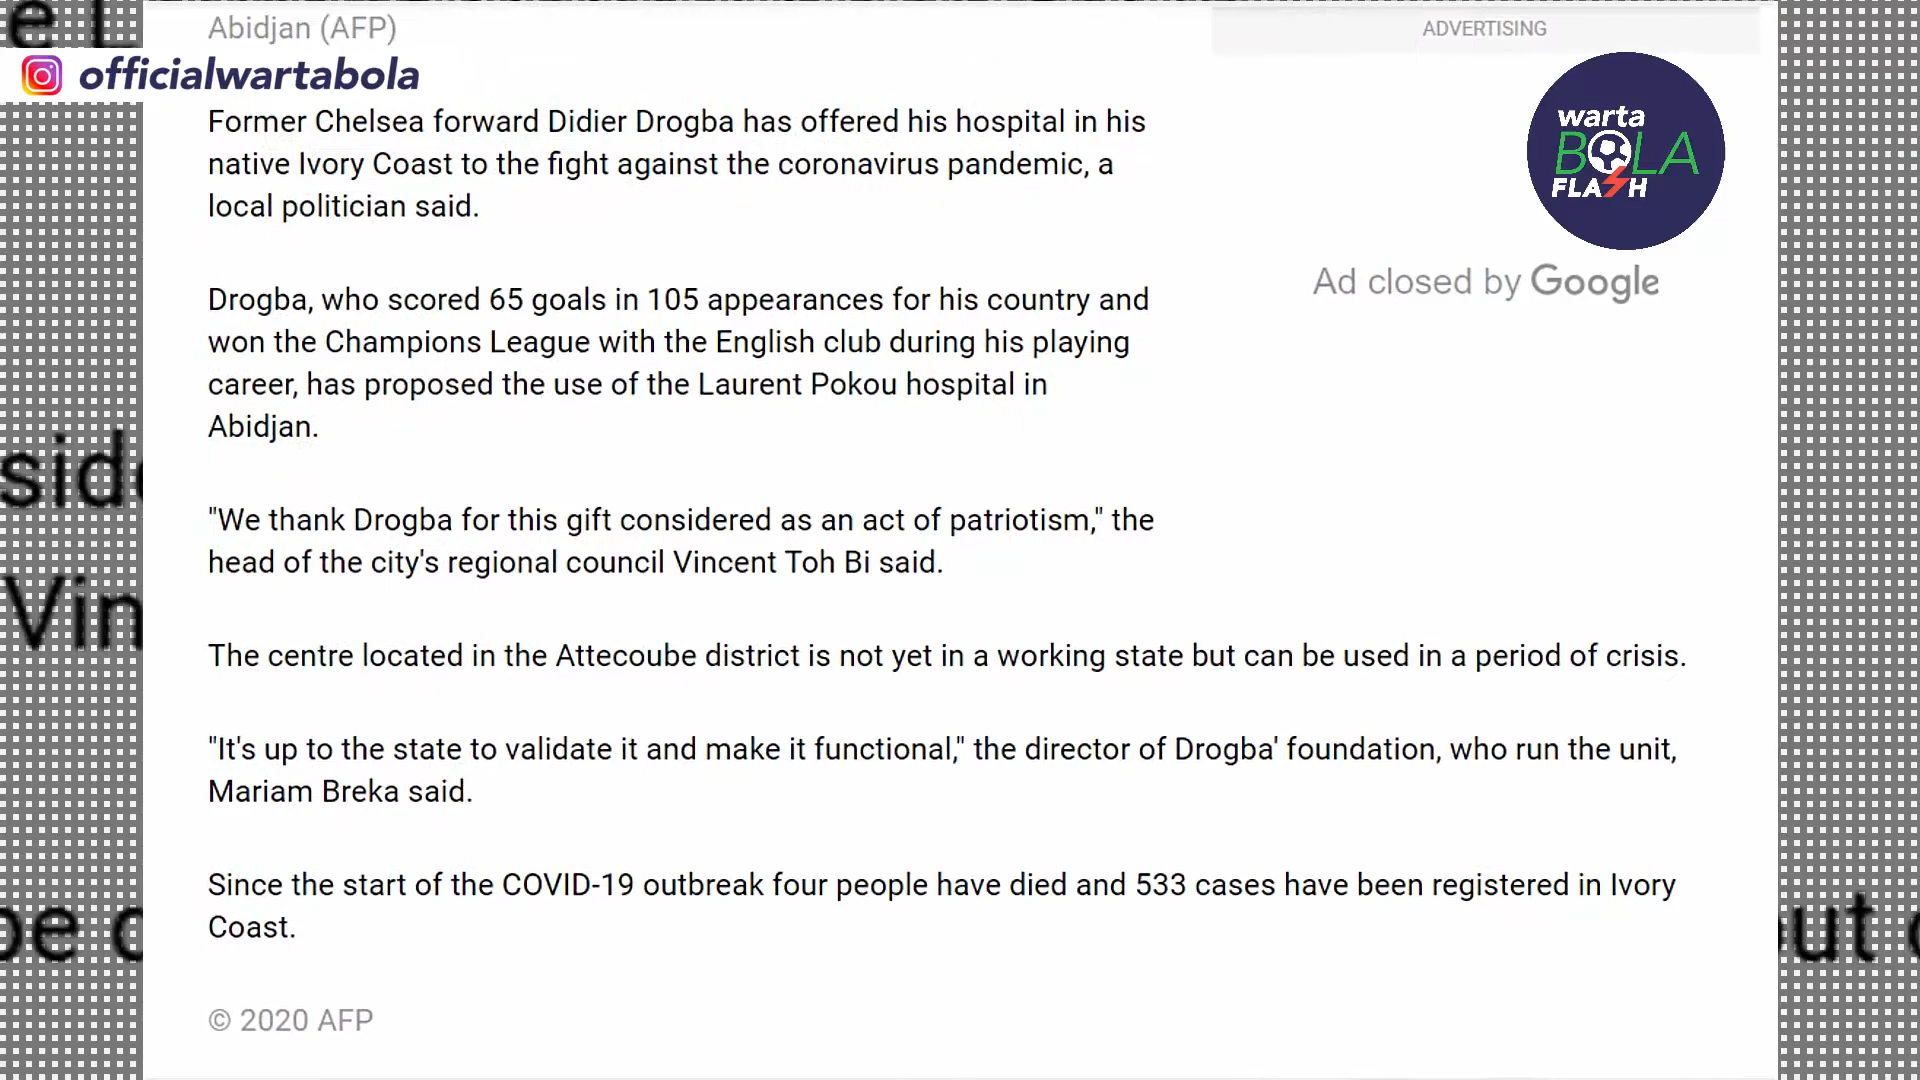 Abidjan (AFP)
ADVERTISING
officialwartabola
warta
BOLA
FLASH
Former Chelsea forward Didier Drogba has offered his hospital in his
native Ivory Coast to the fight against the coronavirus pandemic, a
local politician said.
Ad closed by Google
Drogba, who scored 65 goals in 105 appearances for his country and
won the Champions League with the English club during his playing
career, has proposed the use of the Laurent Pokou hospital in
Abidjan.
"We thank Drogba for this gift considered as an act of patriotism," the
head of the city's regional council Vincent Toh Bi said.
The centre located in the Attecoube district is not yet in a working state but can be used in a period of crisis.
"It's up to the state to validate it and make it functional," the director of Drogba' foundation, who run the unit,
Mariam Breka said.
Since the start of the COVID-19 outbreak four people have died and 533 cases have been registered in Ivory
Coast.
© 2020 AFP